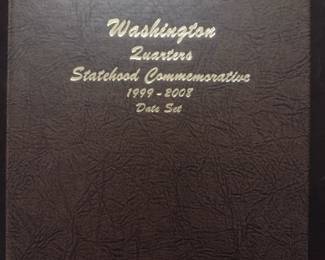 Washington
Quarters
Statehood Commemorative
1999-2008
Date Set